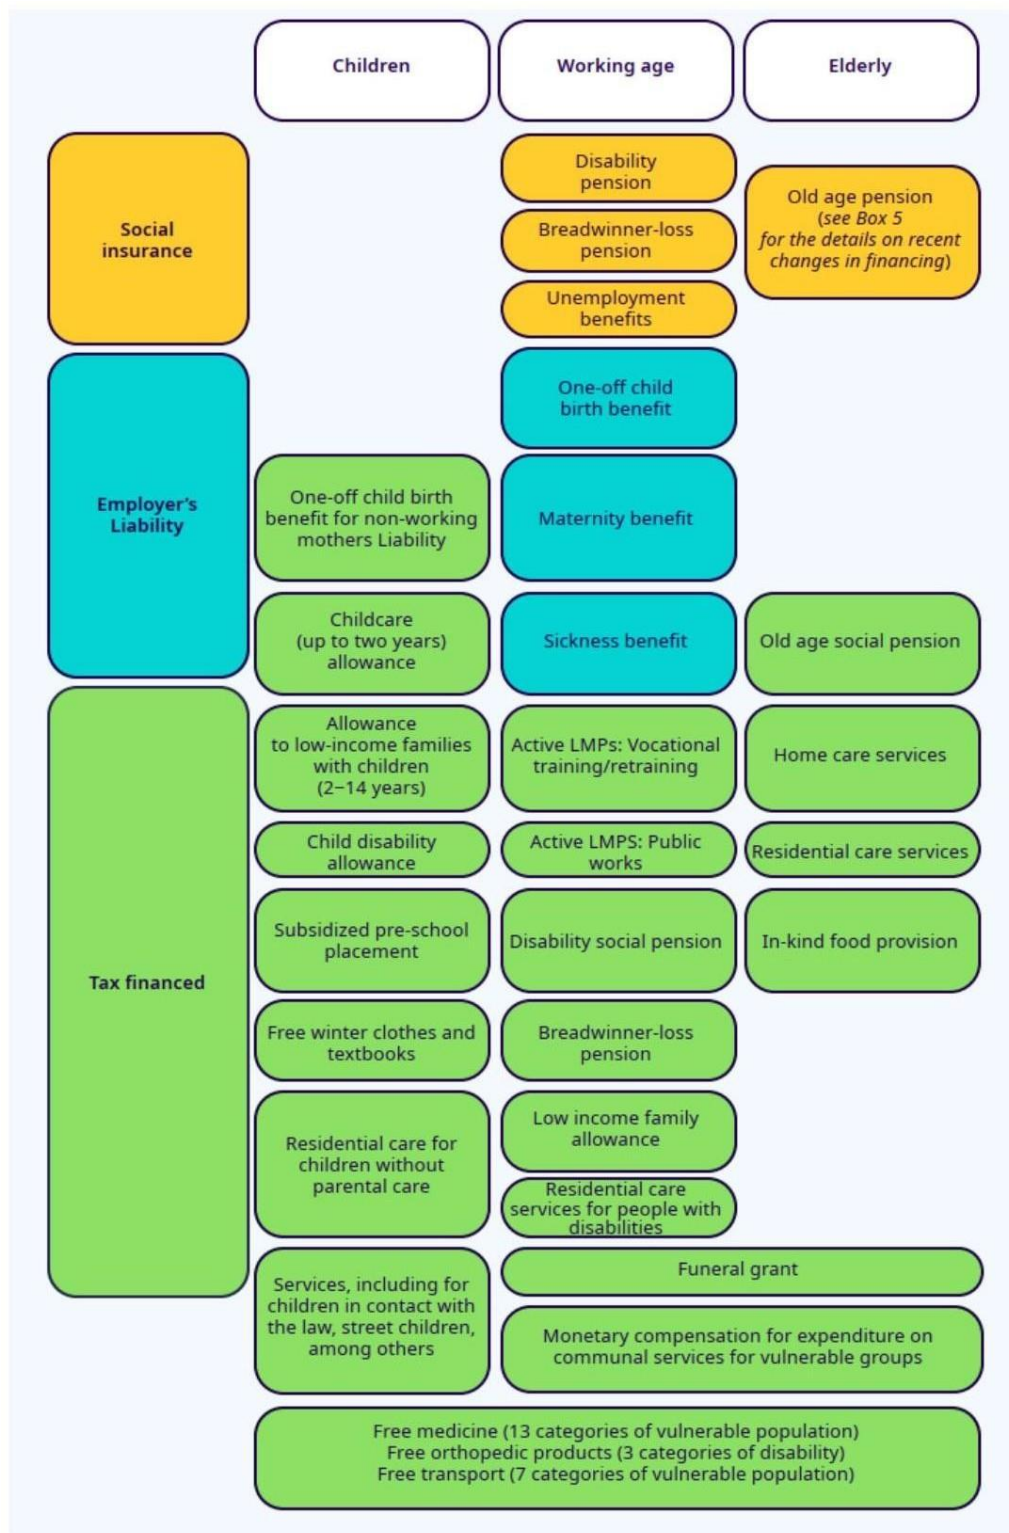 Children
Working age
Elderly
Social
insurance
Disability
pension
Breadwinner-loss
pension
Unemployment
benefits
Old age pension
(see Box 5
for the details on recent
changes in financing)
Employer’s
Liability
One-off child
birth benefit
One-off child birth
benefit for non-working
mothers Liability
Maternity benefit
Childcare
(up to two years)
allowance
Sickness benefit
Old age social pension
Tax financed
Allowance
to low-income families
with children
(2−14 years)
Active LMPs: Vocational
training/retraining
Home care services
Child disability
allowance
Active LMPS: Public
works
Residential care services
Subsidized pre-school
placement
Disability social pension
In-kind food provision
Free winter clothes and
textbooks
Breadwinner-loss
pension
Residential care for
children without
parental care
Low income family
allowance
Residential care
services for people with
disabilities
Services, including for
children in contact with
the law, street children,
among others
Funeral grant
Monetary compensation for expenditure on
communal services for vulnerable groups
Free medicine (13 categories of vulnerable population)
Free orthopedic products (3 categories of disability)
Free transport (7 categories of vulnerable population)